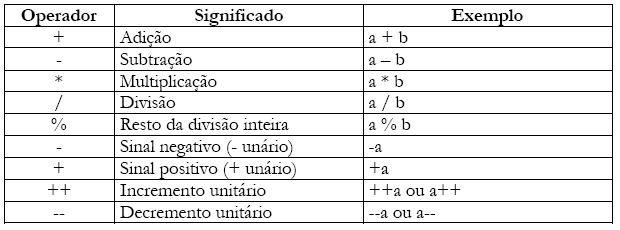 Operador Significado Exemplo
+ Adição a + b
- Subtração a – b
* Multiplicação a * b
/ Divisão a / b
% Resto da divisão inteira a % b
- Sinal negativo (- unário) -a
+ Sinal positivo (+ unário) +a
++ Incremento unitário ++a ou a++
-- Decremento unitário --a ou a--